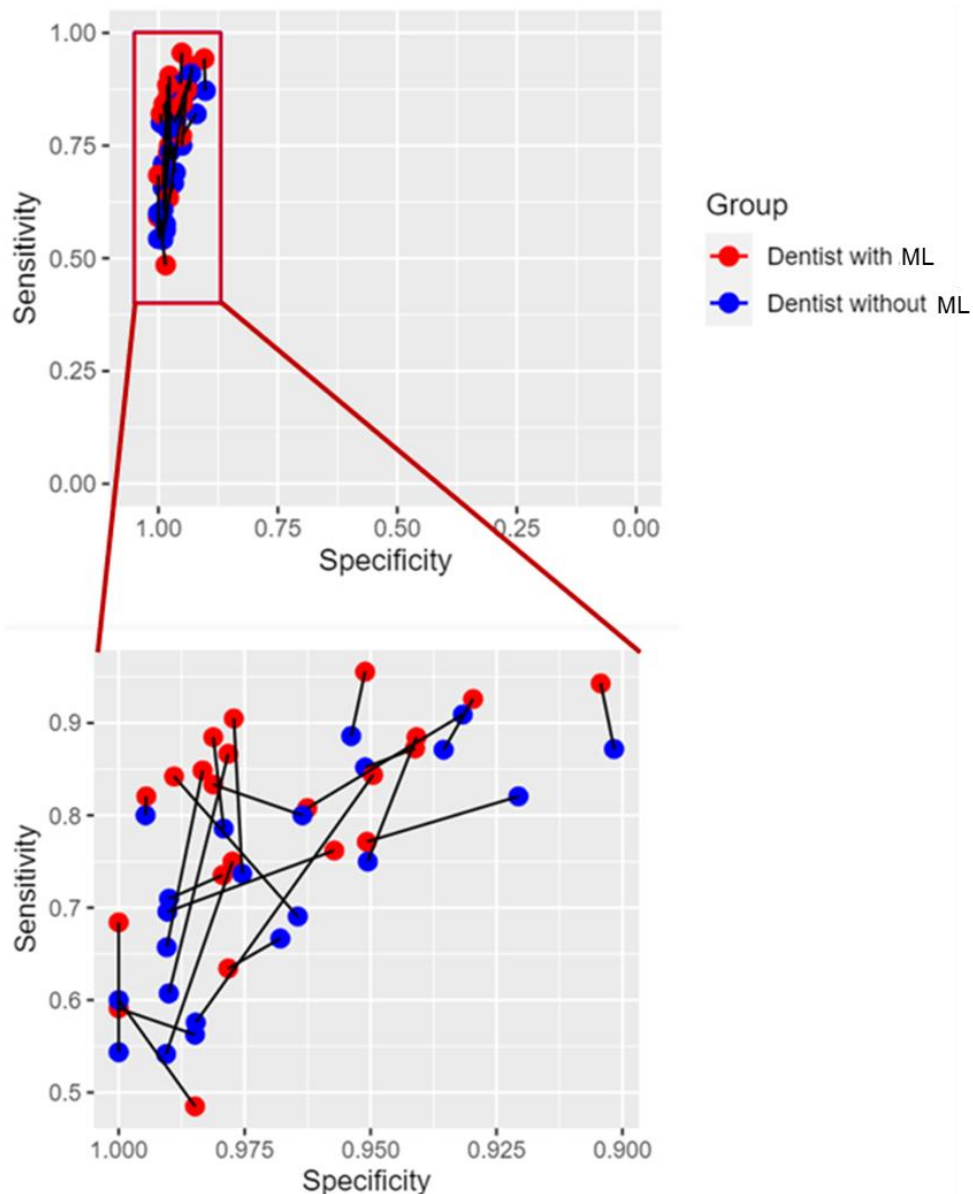 1.00
0.75
0.50
0.25
0.00
Sensitivity
1.00 0.75 0.50 0.25 0.00
Specificity
Group
Dentist with ML
Dentist without ML
0.9
0.8
0.7
0.6
0.5
Sensitivity
1.000 0.975 0.950 0.925 0.900
Specificity